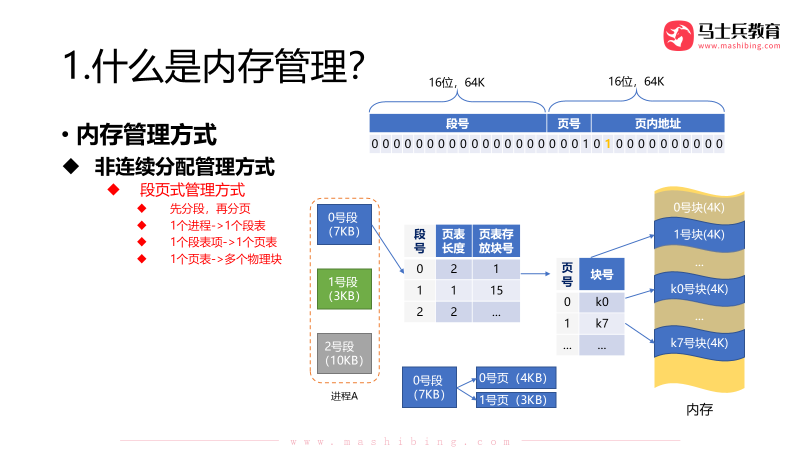 马士兵教育
www.mashibing.com
1.什么是内存管理?
16位，64K
16位，64K
• 内存管理方式
段号 页号 页内地址
0 0 0 0 0 0 0 0 0 0 0 0 0 0 0 0 0 0 0 1 0 1 0 0 0 0 0 0 0 0 0 0
◆ 非连续分配管理方式
◆ 段页式管理方式
◆ 先分段，再分页
◆ 1个进程->1个段表
◆ 1个段表项->1个页表
◆ 1个页表->多个物理块
0号段
（7KB）
1号段
（3KB）
2号段
（10KB）
进程A
段号 页表长度 页表存放块号
0 2 1
1 1 15
2 2 ...
页号 块号
0 k0
1 k7
... ...
0号段
（7KB）
0号页（4KB）
1号页（3KB）
0号块(4K)
1号块(4K)
...
k0号块(4K)
...
k7号块(4K)
内存
www.mashibing.com